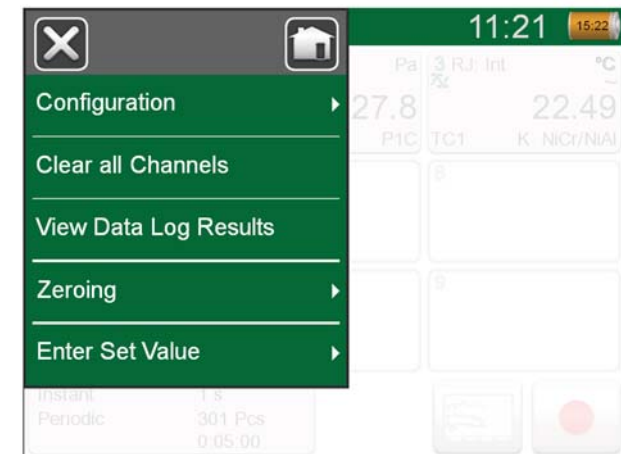 11:21 15:22
Configuration
Clear all Channels
View Data Log Results
Zeroing
Enter Set Value
Pa
27.8
P1C
3 RJ: Int °C
22.49
TC1 K NiCr/NiAl
8
9
Instant 1 s
Periodic 301 Pcs
0:05:00